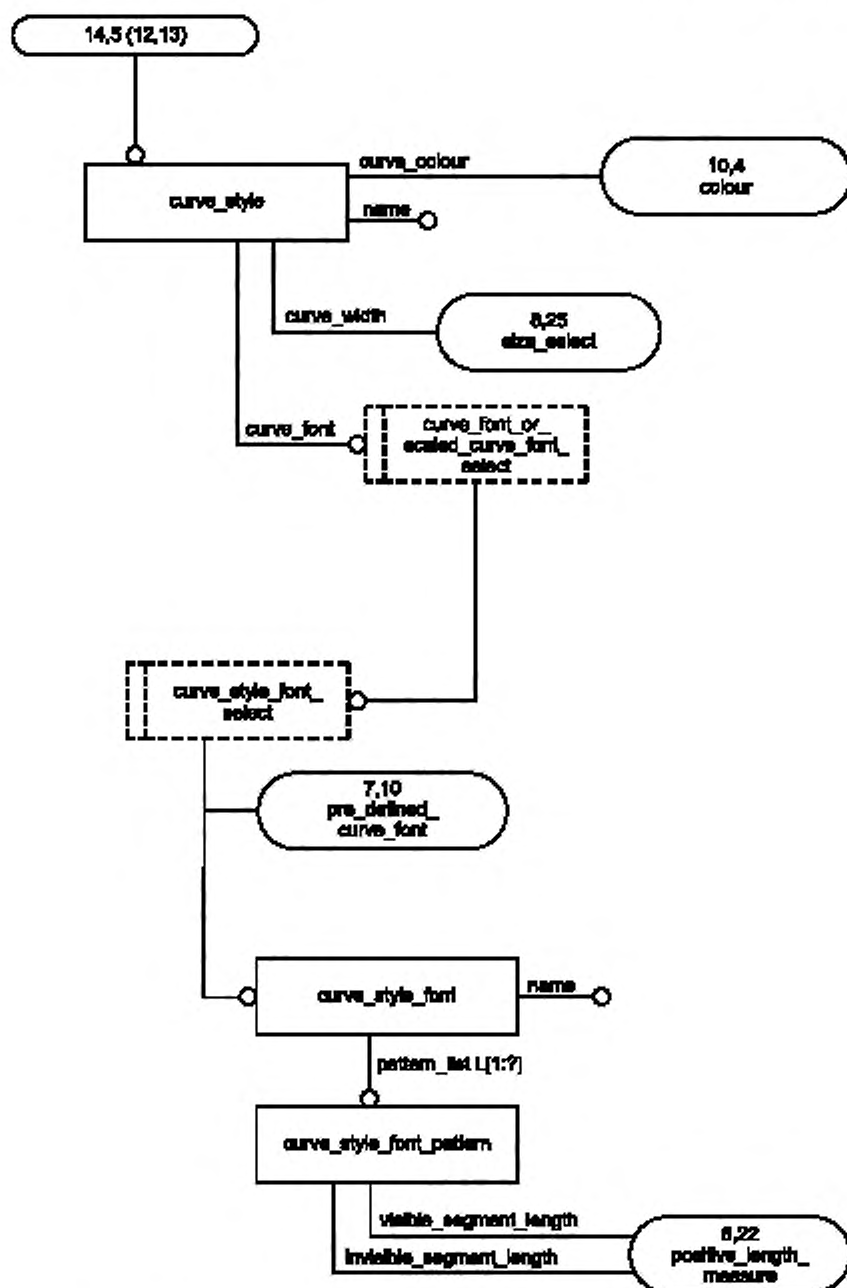 14,5 (12,13)
curve_colour
10,4
colour
curve_style
name
curve_width
8,25
size_select
curve_font
curve_font_or_
scaled_curve_font_
select
curve_style_font_
select
7,10
pre_defined_
curve_font
curve_style_font
name
pattern_list L[1:?]
curve_style_font_pattern
visible_segment_length
invisible_segment_length
6,22
positive_length_
measure